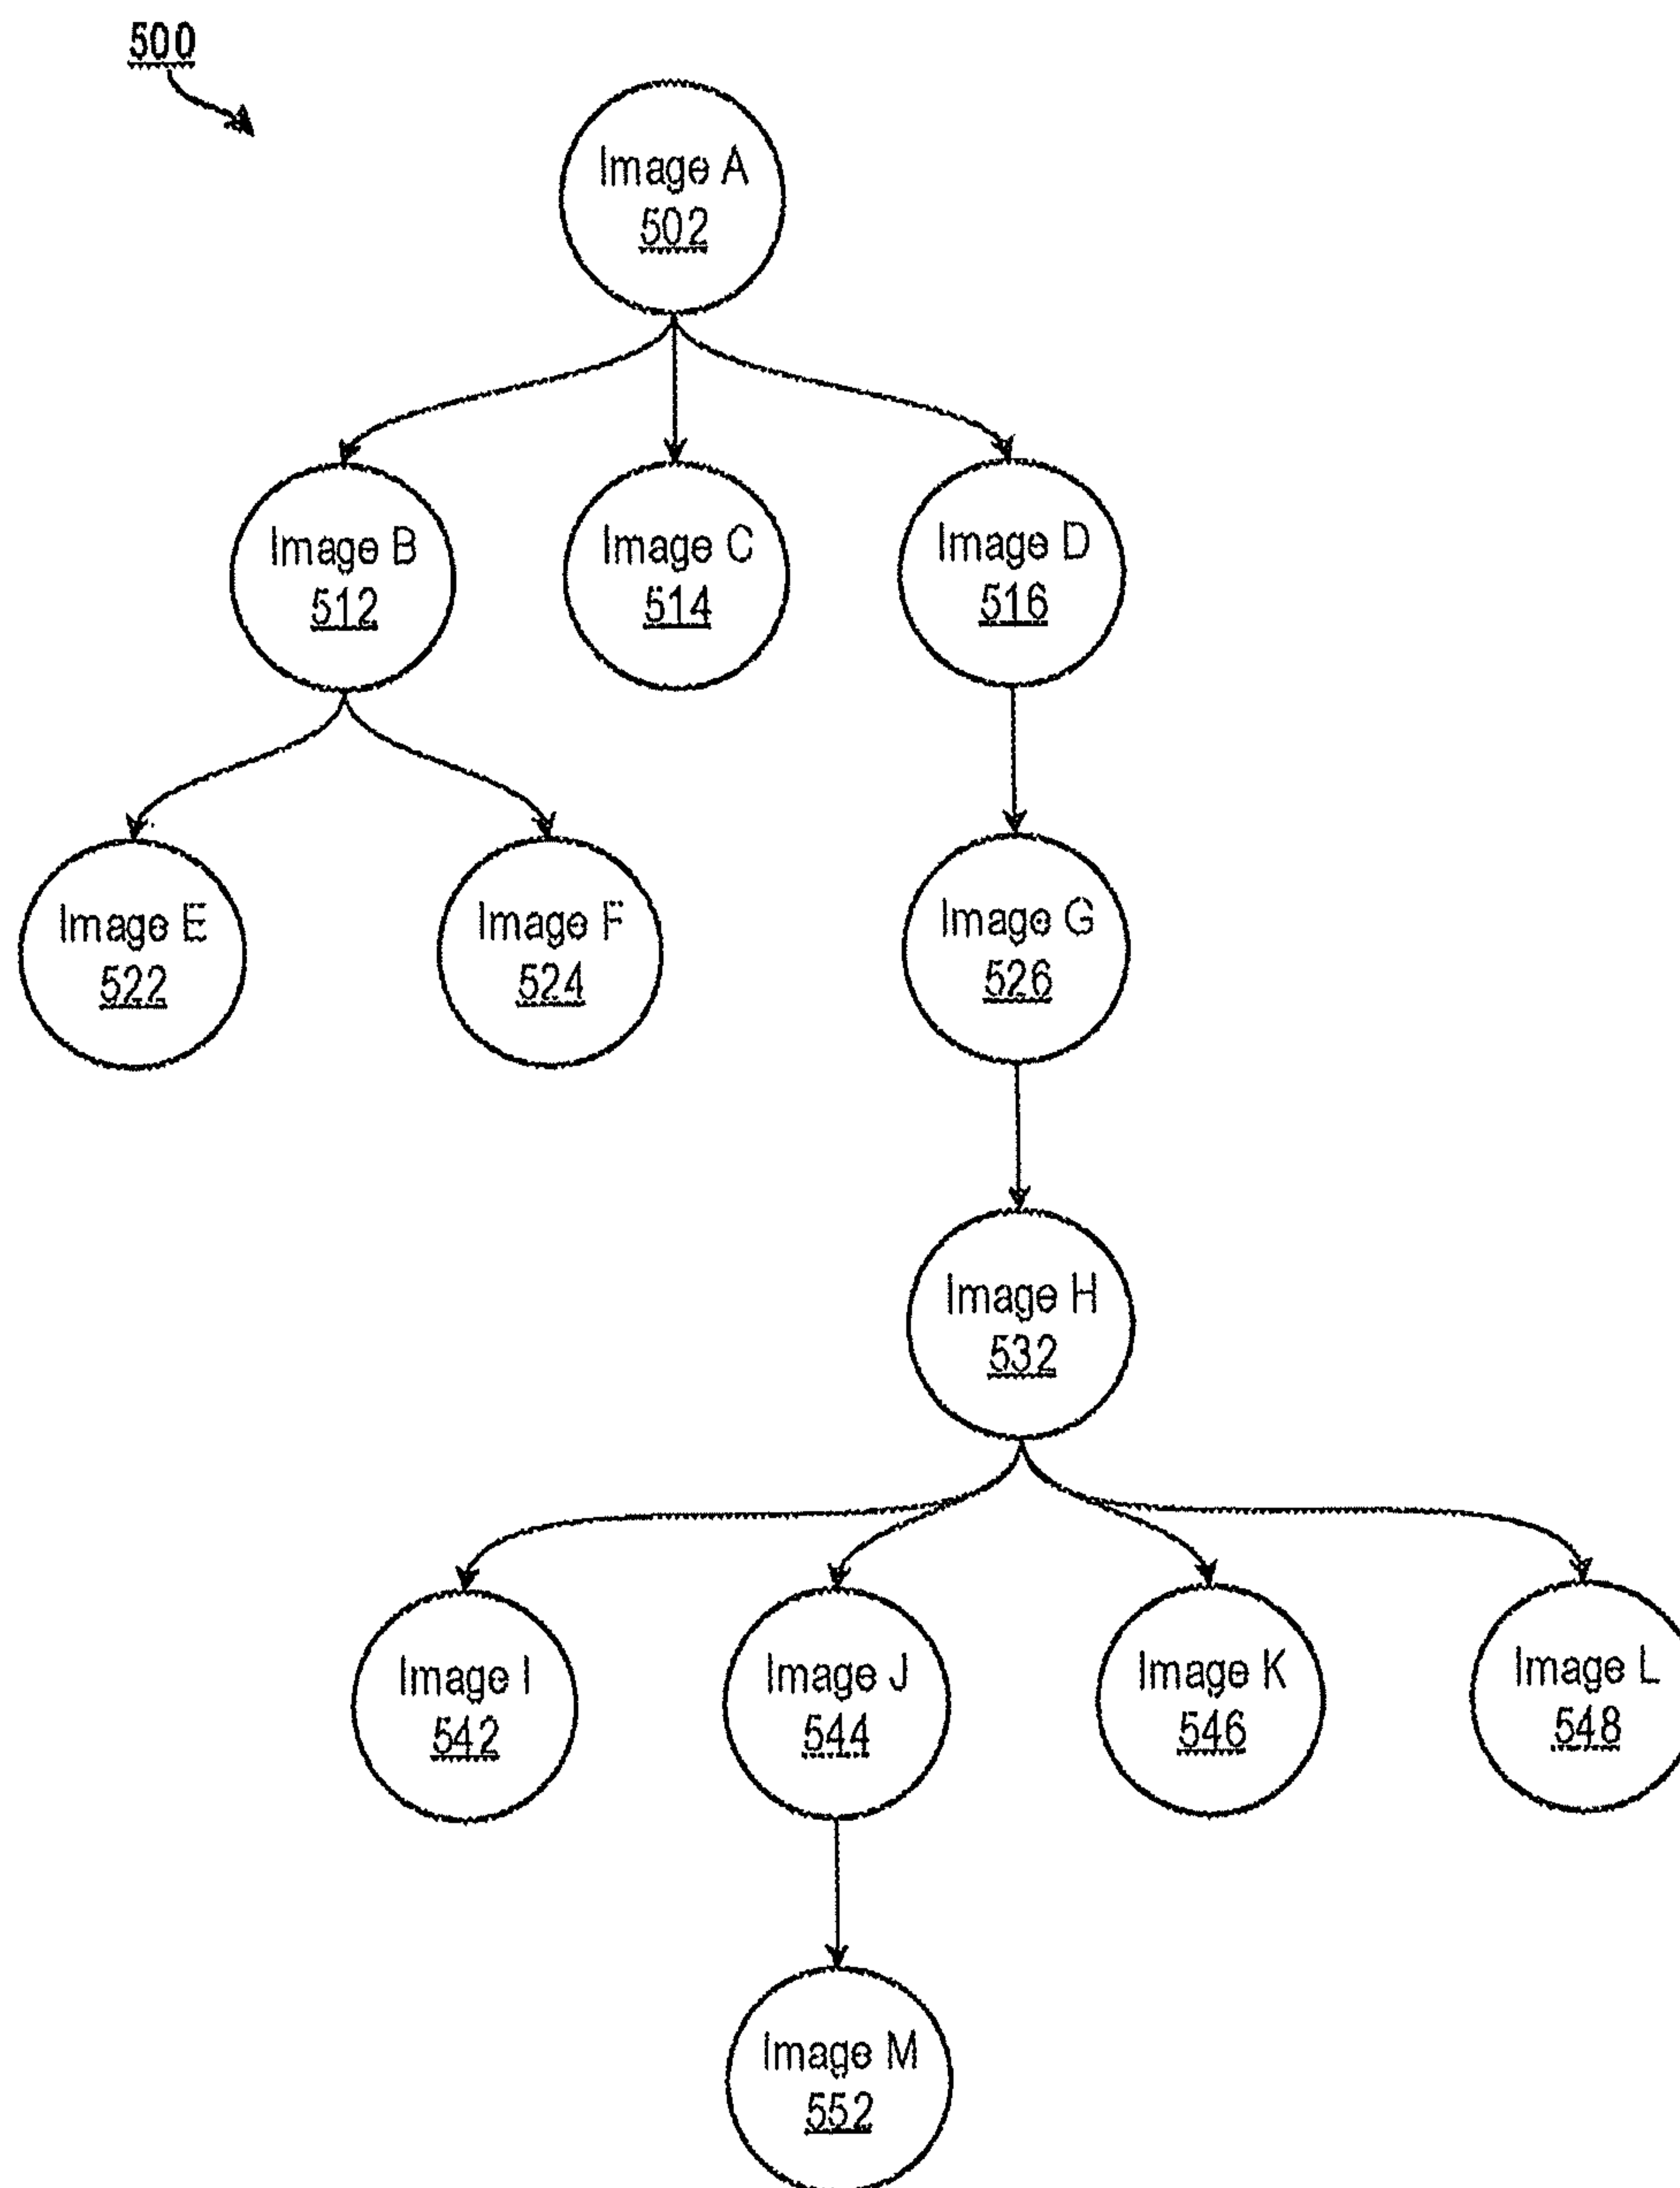 500
Image A
502
Image B
512
Image C
514
Image D
516
Image E
522
Image F
524
Image G
526
Image H
532
Image I
542
Image J
544
Image K
546
Image L
548
Image M
552